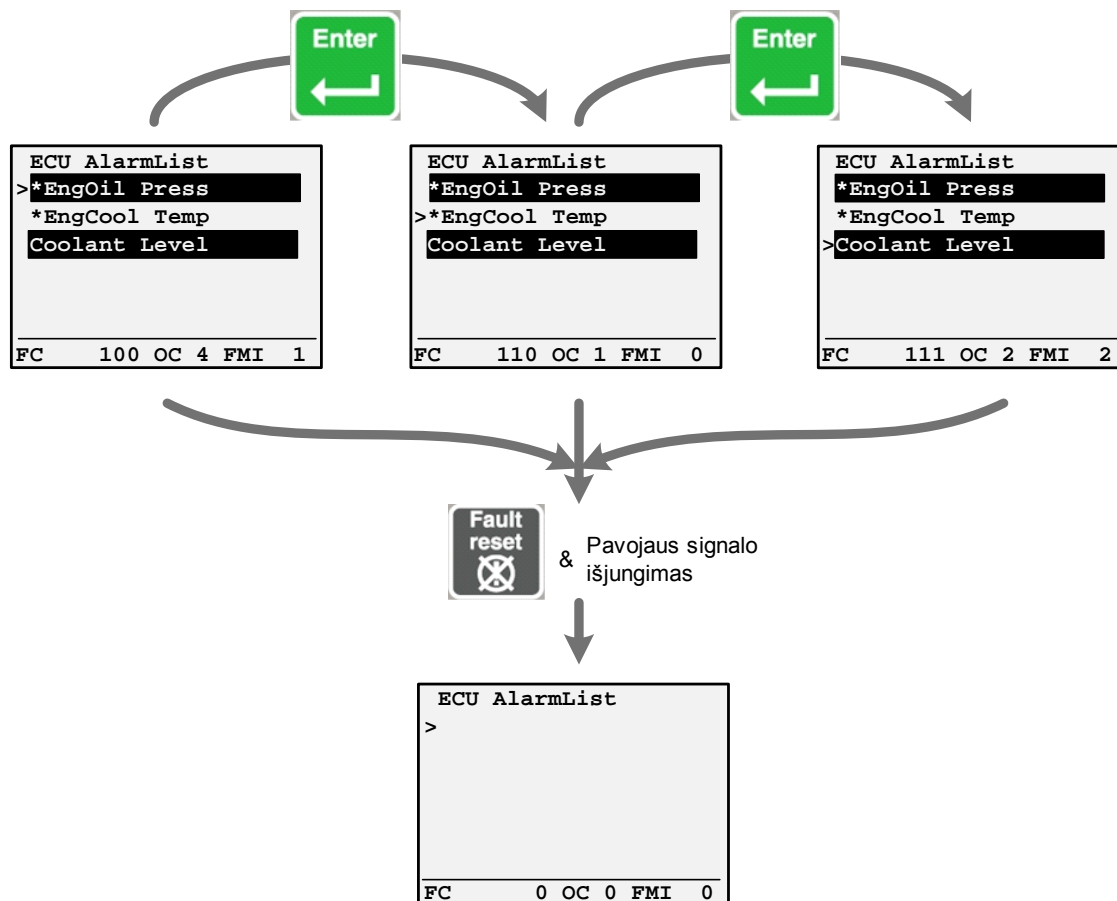 Enter
Enter
ECU AlarmList
>*EngOil Press
*EngCool Temp
Coolant Level
FC 100 OC 4 FMI 1
ECU AlarmList
*EngOil Press
>*EngCool Temp
Coolant Level
FC 110 OC 1 FMI 0
ECU AlarmList
*EngOil Press
*EngCool Temp
>Coolant Level
FC 111 OC 2 FMI 2
Fault
reset
& Pavojaus signalo
išjungimas
ECU AlarmList
>
FC 0 OC 0 FMI 0